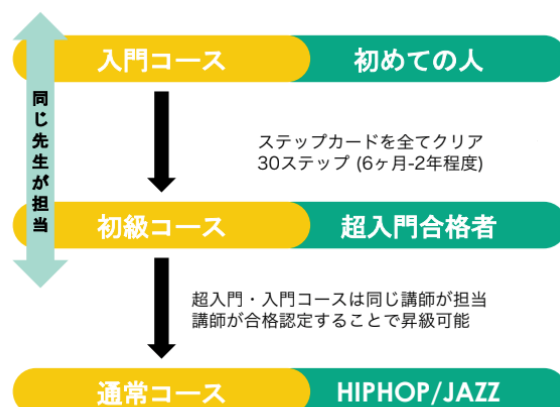 入門コース 初めての人
同じ先生が担当
ステップカードを全てクリア
30ステップ (6ヶ月-2年程度)
初級コース 超入門合格者
超入門・入門コースは同じ講師が担当
講師が合格認定することで昇級可能
通常コース HIPHOP/JAZZ